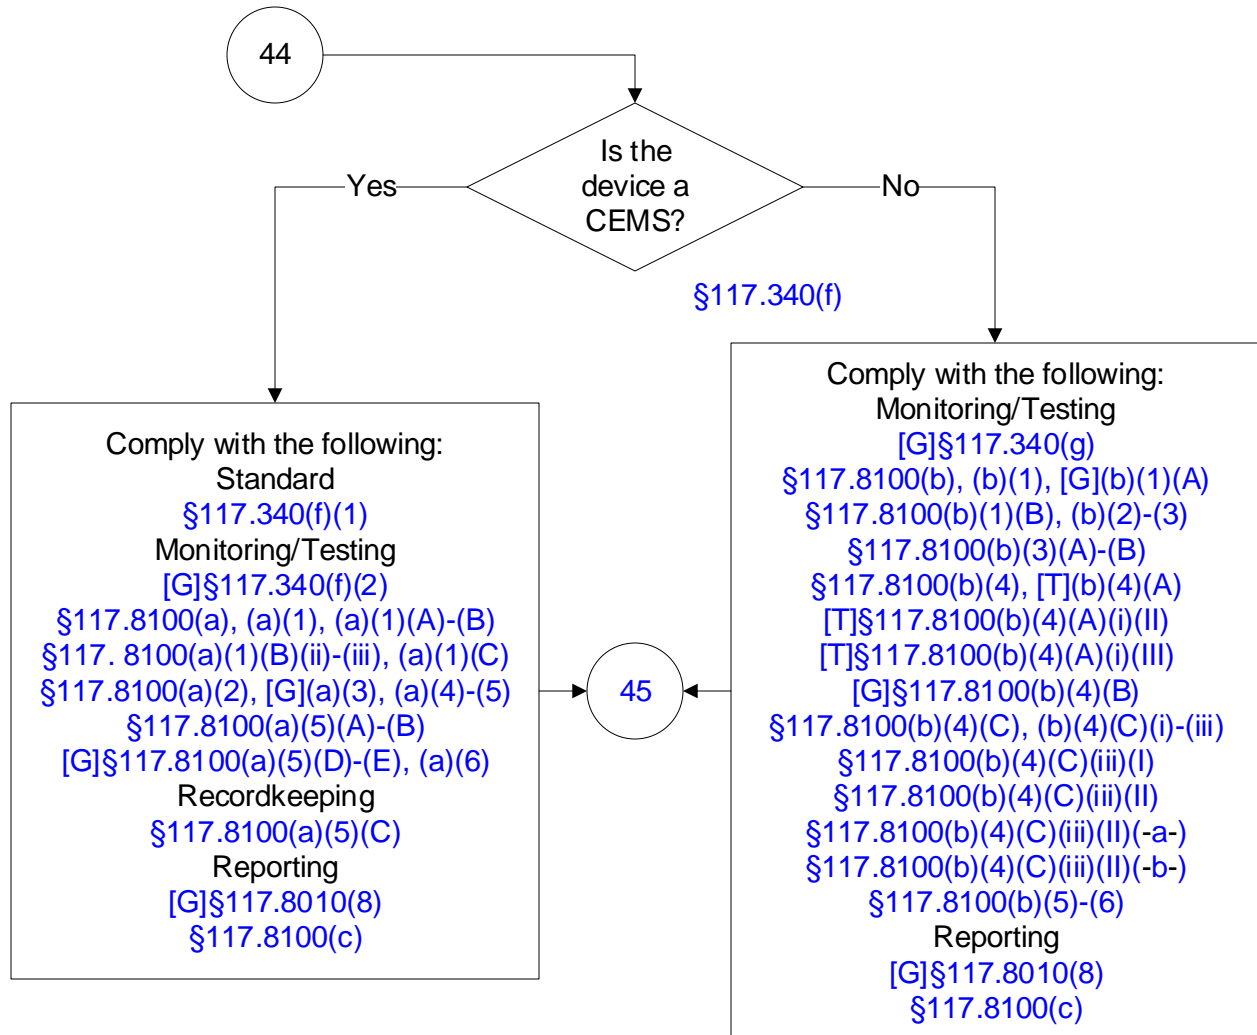 44
Is the
device a
CEMS?
Yes
No
§117.340(f)
Comply with the following:
Standard
§117.340(f)(1)
Monitoring/Testing
[G]§117.340(f)(2)
§117.8100(a), (a)(1), (a)(1)(A)-(B)
§117. 8100(a)(1)(B)(ii)-(iii), (a)(1)(C)
§117.8100(a)(2), [G](a)(3), (a)(4)-(5)
§117.8100(a)(5)(A)-(B)
[G]§117.8100(a)(5)(D)-(E), (a)(6)
Recordkeeping
§117.8100(a)(5)(C)
Reporting
[G]§117.8010(8)
§117.8100(c)
45
Comply with the following:
Monitoring/Testing
[G]§117.340(g)
§117.8100(b), (b)(1), [G](b)(1)(A)
§117.8100(b)(1)(B), (b)(2)-(3)
§117.8100(b)(3)(A)-(B)
§117.8100(b)(4), [T](b)(4)(A)
[T]§117.8100(b)(4)(A)(i)(II)
[T]§117.8100(b)(4)(A)(i)(III)
[G]§117.8100(b)(4)(B)
§117.8100(b)(4)(C), (b)(4)(C)(i)-(iii)
§117.8100(b)(4)(C)(iii)(I)
§117.8100(b)(4)(C)(iii)(II)
§117.8100(b)(4)(C)(iii)(II)(-a-)
§117.8100(b)(4)(C)(iii)(II)(-b-)
§117.8100(b)(5)-(6)
Reporting
[G]§117.8010(8)
§117.8100(c)